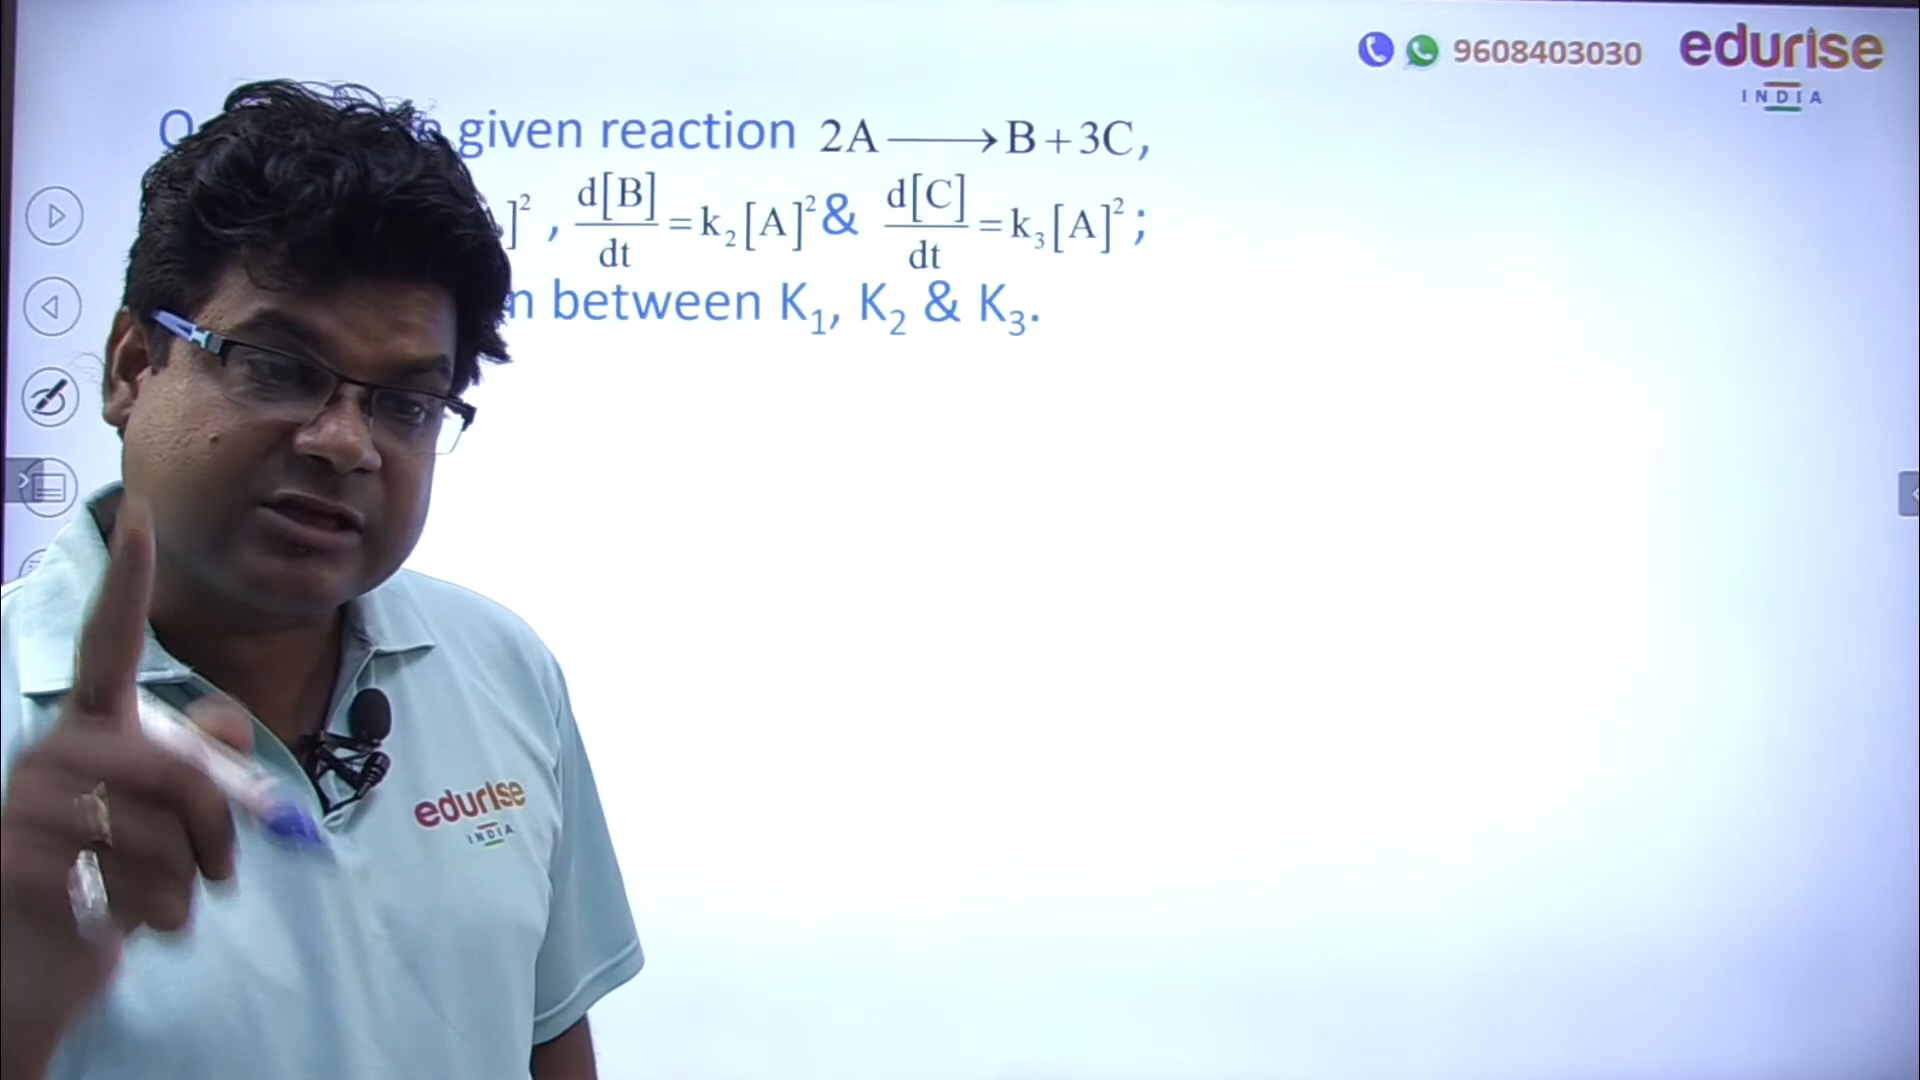 9608403030
edurise
INDIA
given reaction 2A ⟶ B + 3C,
]², d[B]/dt = k₂[A]² & d[C]/dt = k₃[A]²;
between K₁, K₂ & K₃.
edurise
INDIA